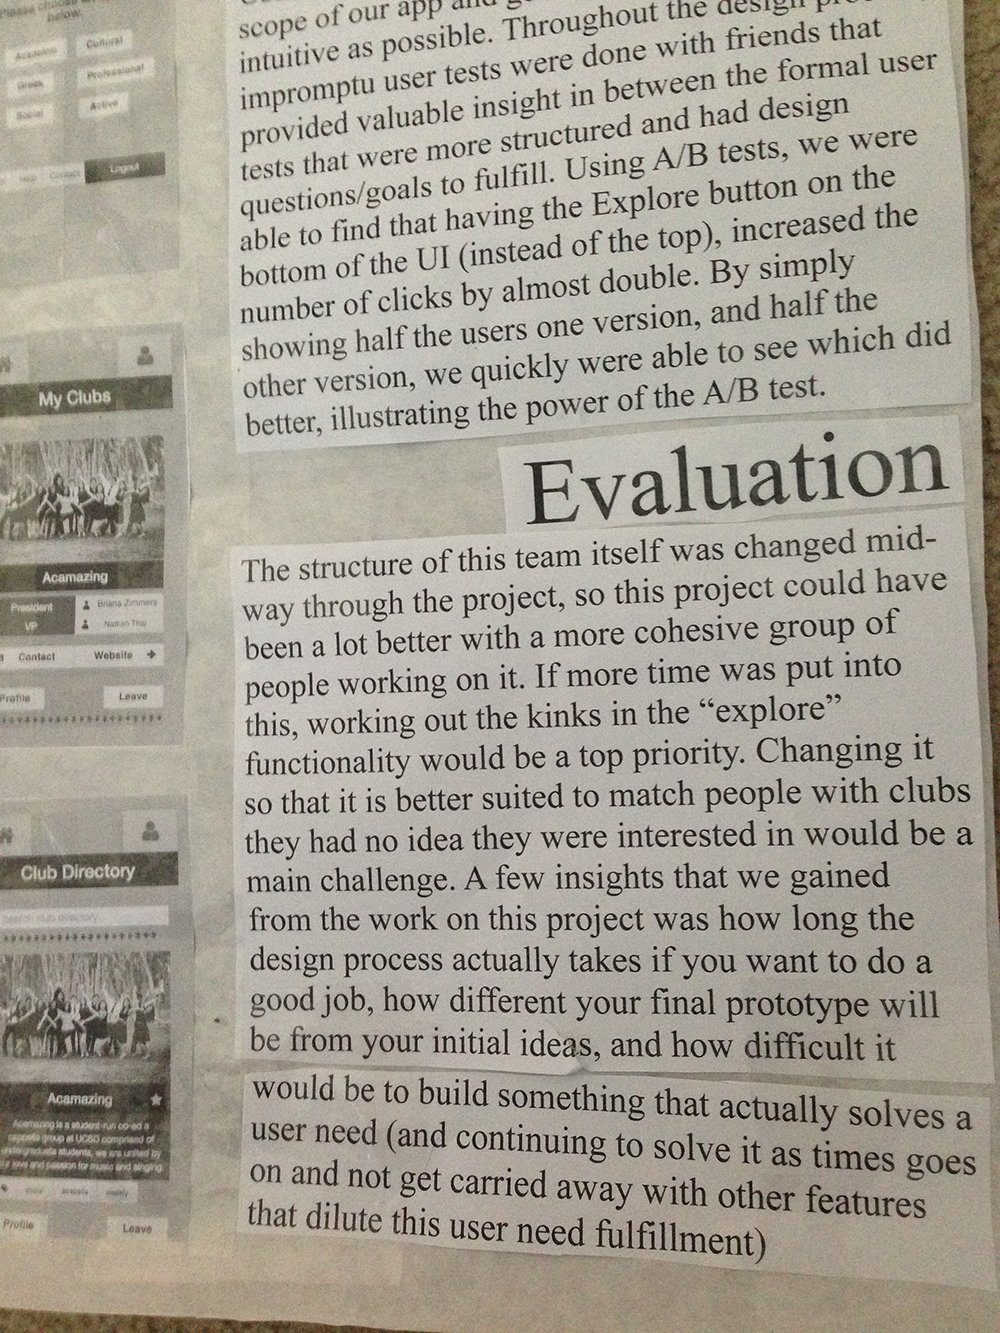 below.
Academic
Cultural
Greek
Professional
Social
Active
Logout
My Clubs
Acamazing
President
Briana Zimmers
VP
Nathan Thai
Contact
Website
Profile
Leave
Club Directory
Search club directory...
Acamazing
Acamazing is a student-run co-ed a
cappella group at UCSD comprised of
undergraduate students, we are united by
our love and passion for music and singing.
Profile
Leave
scope of our app and
intuitive as possible. Throughout the design
impromptu user tests were done with friends that
provided valuable insight in between the formal user
tests that were more structured and had design
questions/goals to fulfill. Using A/B tests, we were
able to find that having the Explore button on the
bottom of the UI (instead of the top), increased the
number of clicks by almost double. By simply
showing half the users one version, and half the
other version, we quickly were able to see which did
better, illustrating the power of the A/B test.
Evaluation
The structure of this team itself was changed mid-
way through the project, so this project could have
been a lot better with a more cohesive group of
people working on it. If more time was put into
this, working out the kinks in the “explore”
functionality would be a top priority. Changing it
so that it is better suited to match people with clubs
they had no idea they were interested in would be a
main challenge. A few insights that we gained
from the work on this project was how long the
design process actually takes if you want to do a
good job, how different your final prototype will
be from your initial ideas, and how difficult it
would be to build something that actually solves a
user need (and continuing to solve it as times goes
on and not get carried away with other features
that dilute this user need fulfillment)